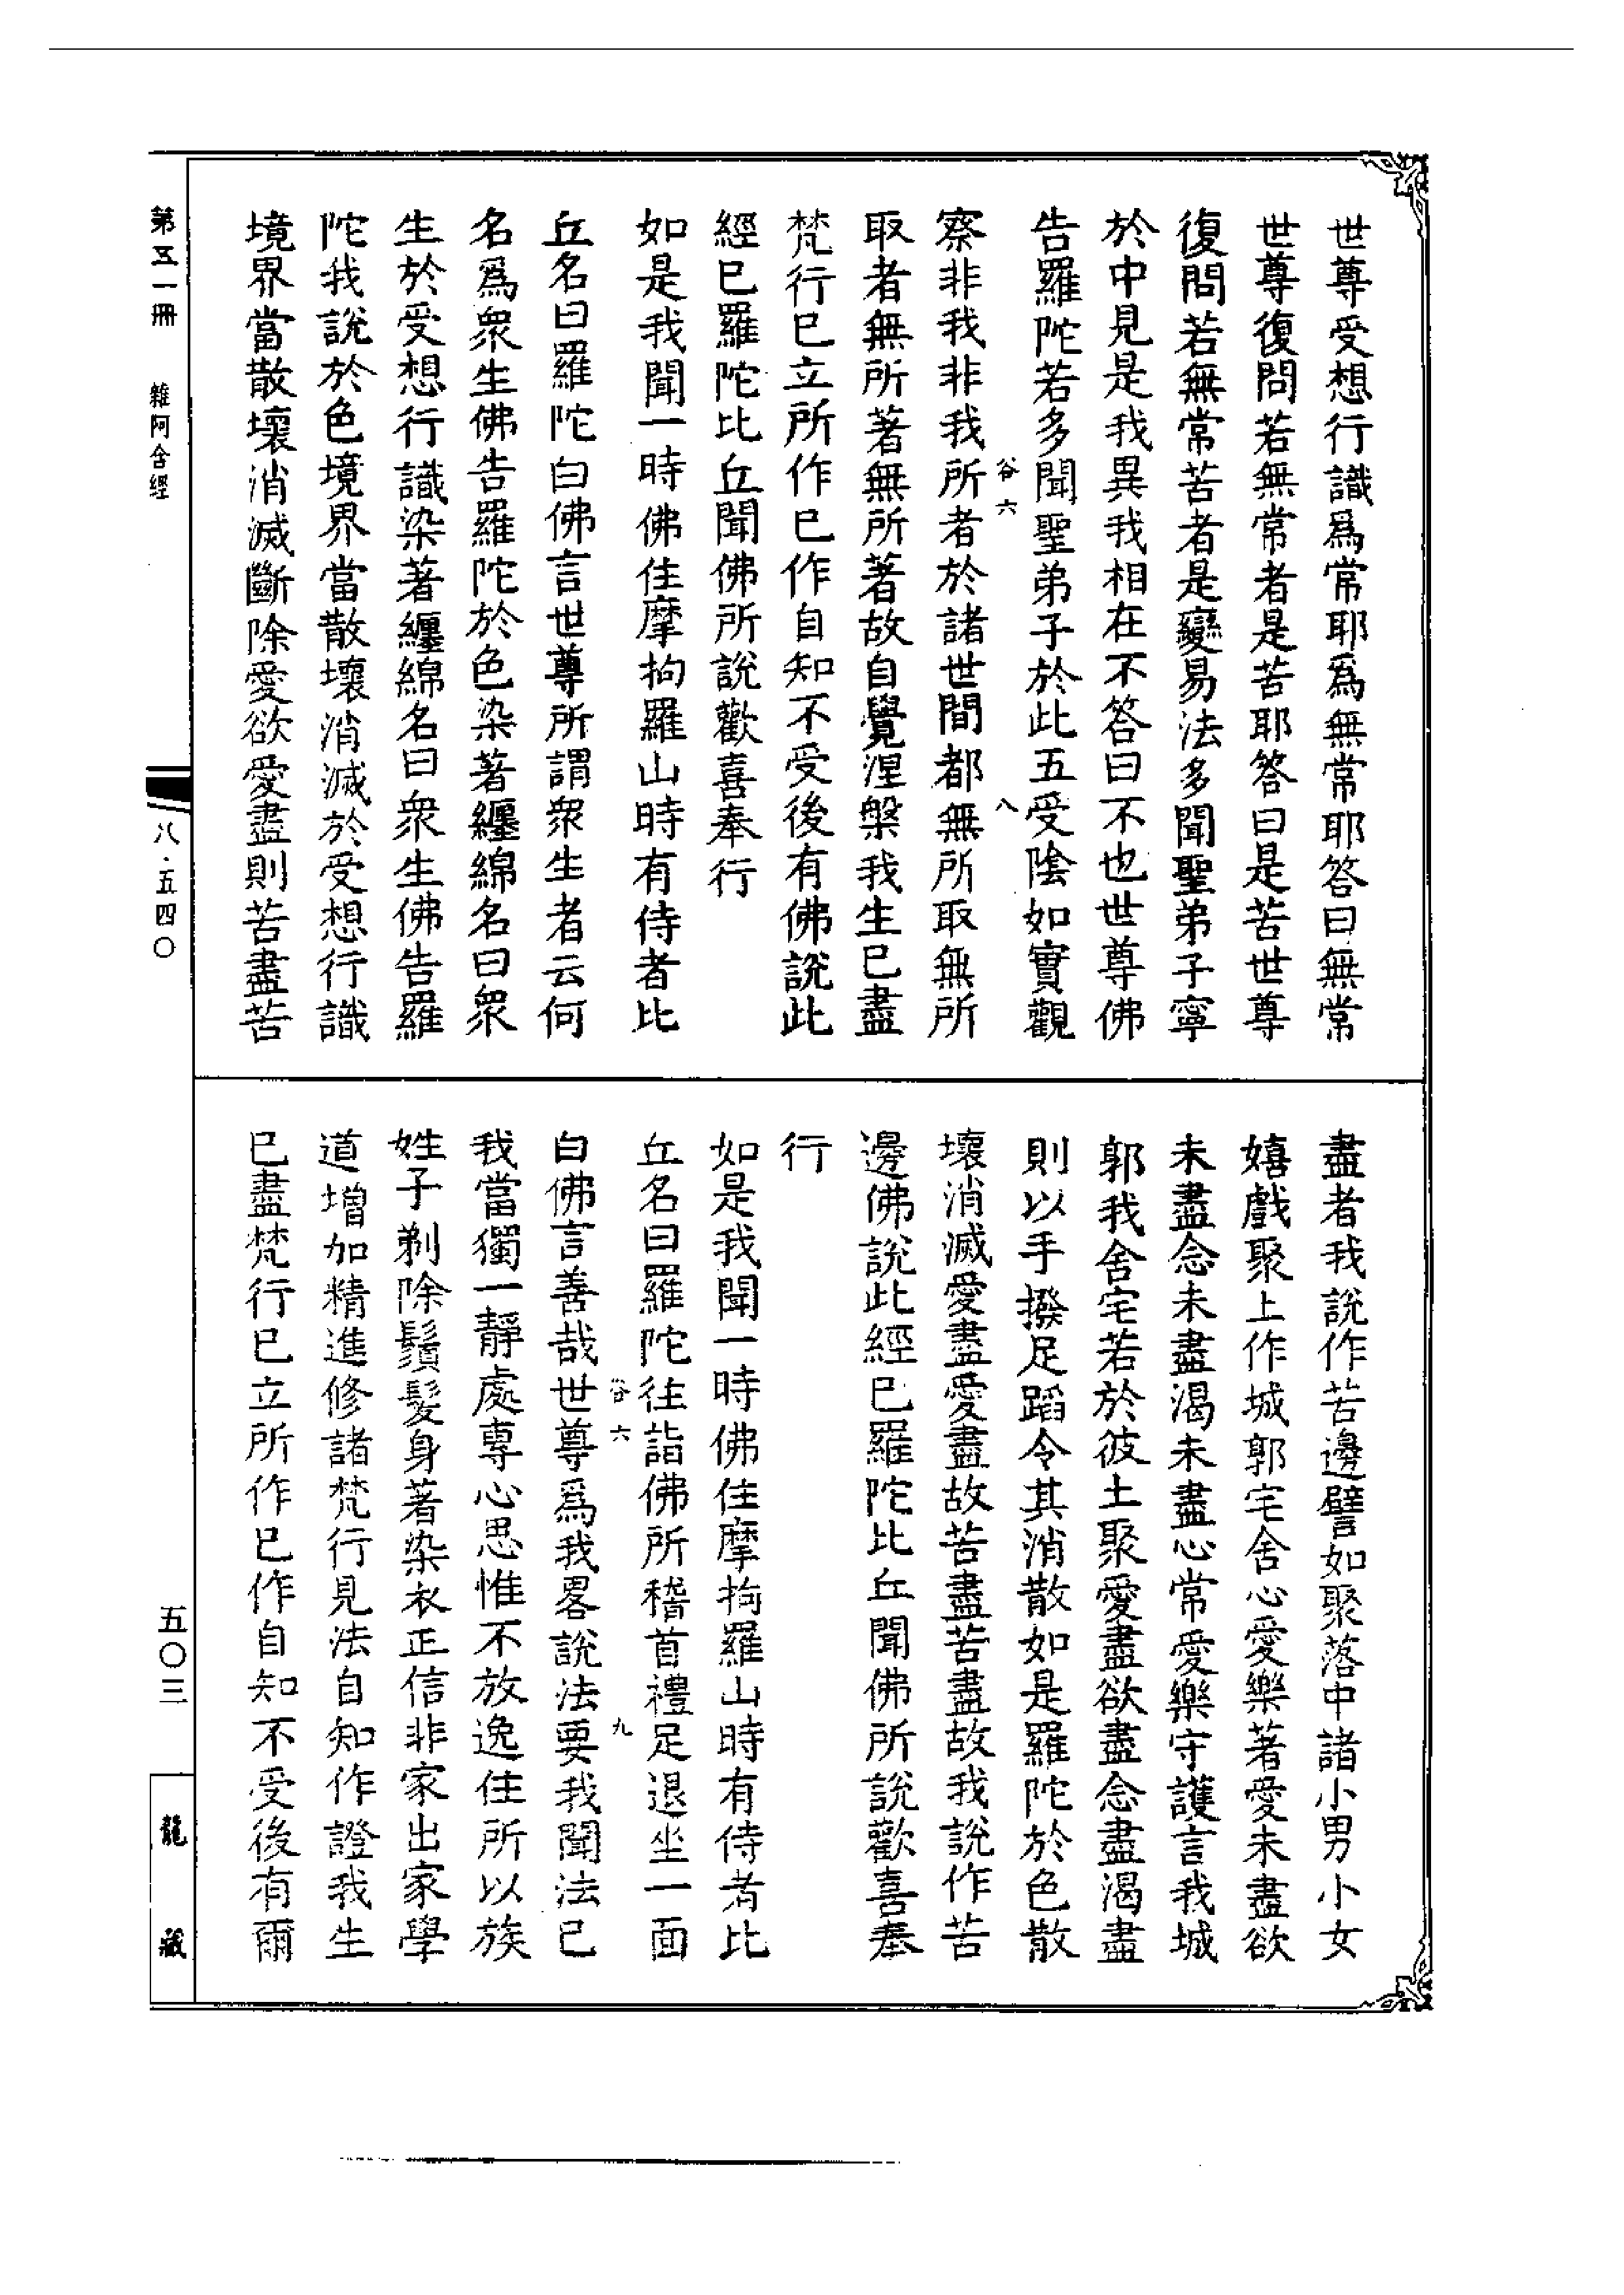 世尊受想行識爲常耶爲無常耶答曰無常
世尊復問若無常者是苦耶答曰是苦世尊
復問若無常苦者是變易法多聞聖弟子寧
於中見是我異我相在不答曰不也世尊佛
告羅陀若多聞聖弟子於此五受陰如實觀
谷六 八
察非我非我所者於諸世間都無所取無所
取者無所著無所著故自覺涅槃我生已盡
梵行已立所作已作自知不受後有佛說此
經已羅陀比丘聞佛所說歡喜奉行
如是我聞一時佛住摩拘羅山時有侍者比
丘名曰羅陀白佛言世尊所謂衆生者云何
名爲衆生佛告羅陀於色染著纏綿名曰衆
生於受想行識染著纏綿名曰衆生佛告羅
陀我說於色境界當散壞消滅於受想行識
境界當散壞消滅斷除愛欲愛盡則苦盡苦
盡者我說作苦邊譬如聚落中諸小男小女
嬉戲聚土作城郭宅舍心愛樂著愛未盡欲
未盡念未盡渴未盡心常愛樂守護言我城
郭我舍宅若於彼土聚愛盡欲盡念盡渴盡
則以手撥足蹈令其消散如是羅陀於色散
壞消滅愛盡愛盡故苦盡苦盡故我說作苦
邊佛說此經已羅陀比丘聞佛所說歡喜奉
行
如是我聞一時佛住摩拘羅山時有侍者比
丘名曰羅陀往詣佛所稽首禮足退坐一面
谷六 九
白佛言善哉世尊爲我畧說法要我聞法已
我當獨一靜處專心思惟不放逸住所以族
姓子剃除鬚髮身著染衣正信非家出家學
道增加精進修諸梵行見法自知作證我生
已盡梵行已立所作已作自知不受後有爾
第五一冊 雜阿含經
八·五四〇
五〇三
龍藏